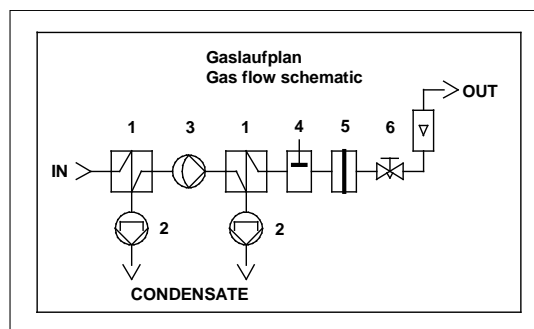 Gaslaufplan
Gas flow schematic
OUT
1 3 1 4 5 6
IN
2 2
CONDENSATE